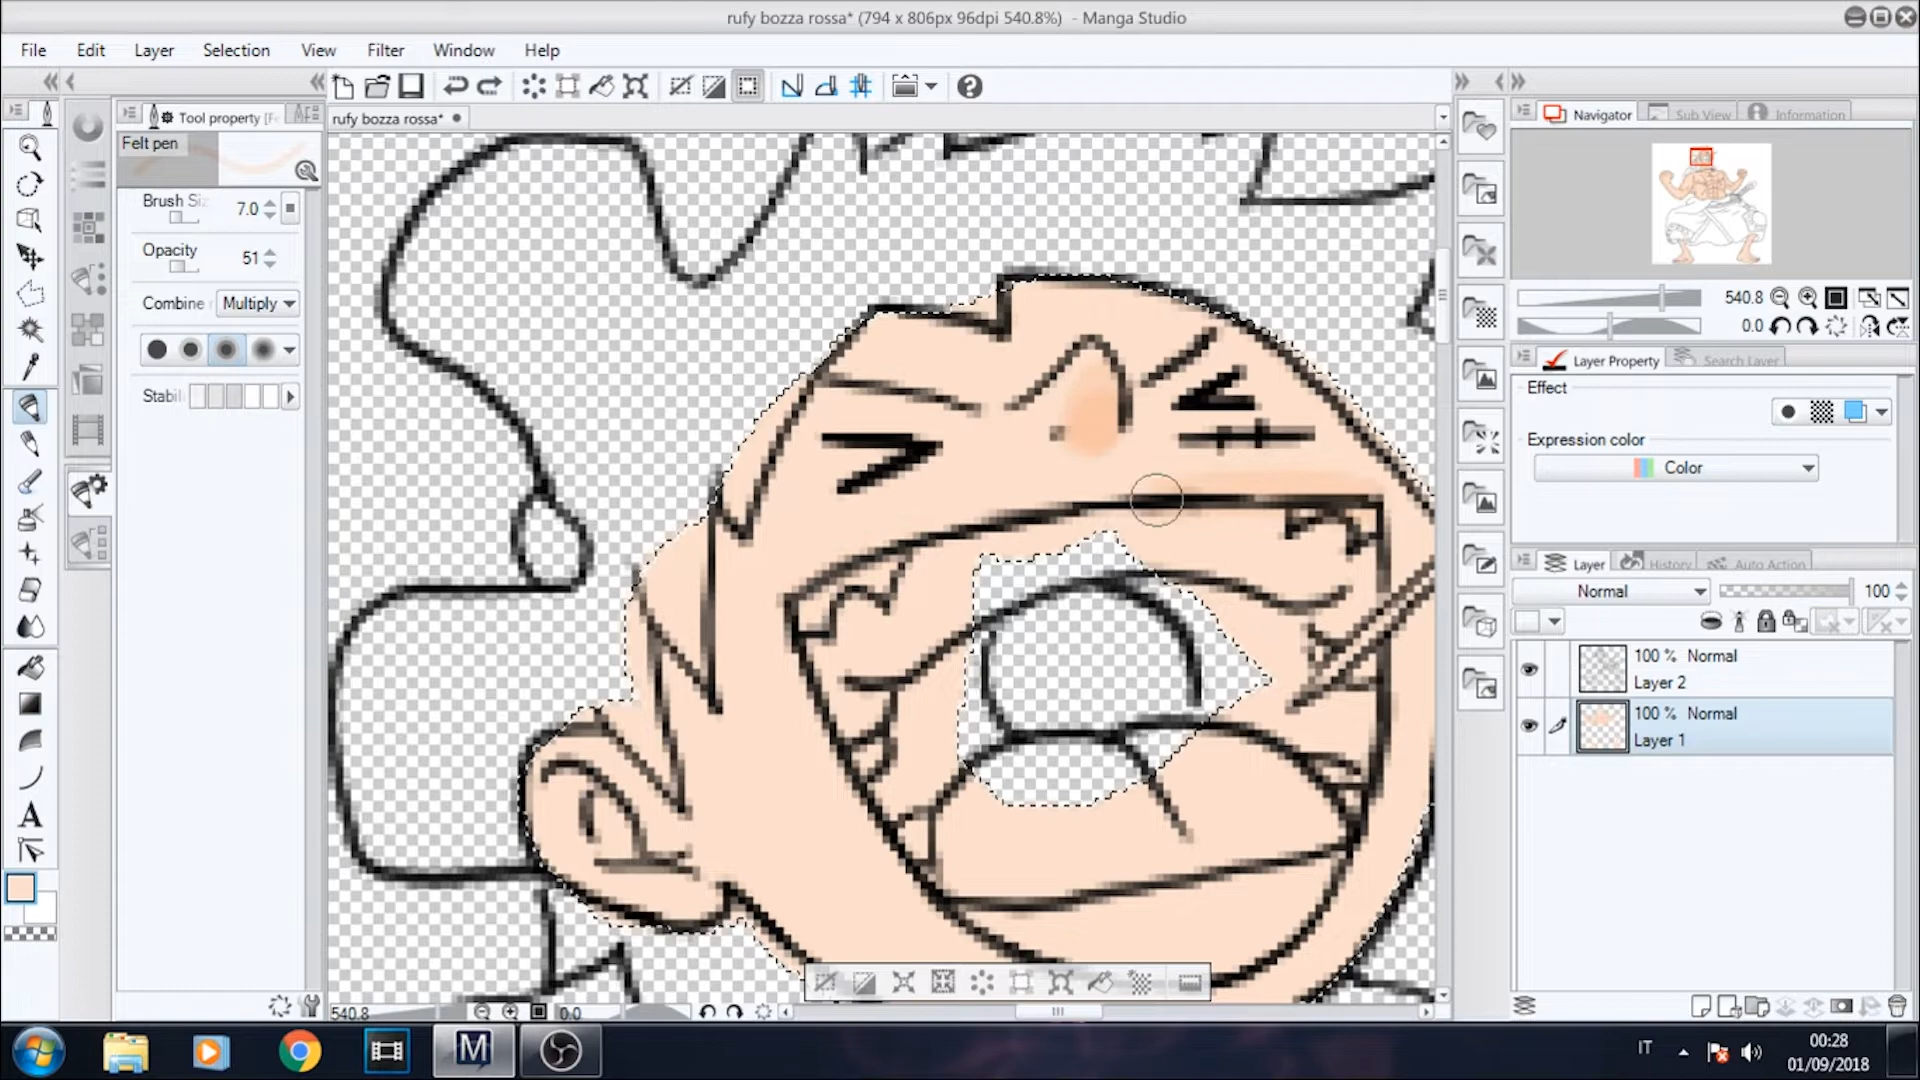 rufy bozza rossa* (794 x 806px 96dpi 540.8%) - Manga Studio
File Edit Layer Selection View Filter Window Help
Tool property [F
rufy bozza rossa*
Navigator Sub View Information
Felt pen
Brush Siz
7.0
Opacity
51
Combine
Multiply
Stabil
540.8
0.0
Layer Property Search Layer
Effect
Expression color
Color
Layer History Auto Action
Normal
100
100 % Normal
Layer 2
100 % Normal
Layer 1
A
540.8
0.0
M
IT
00:28
01/09/2018